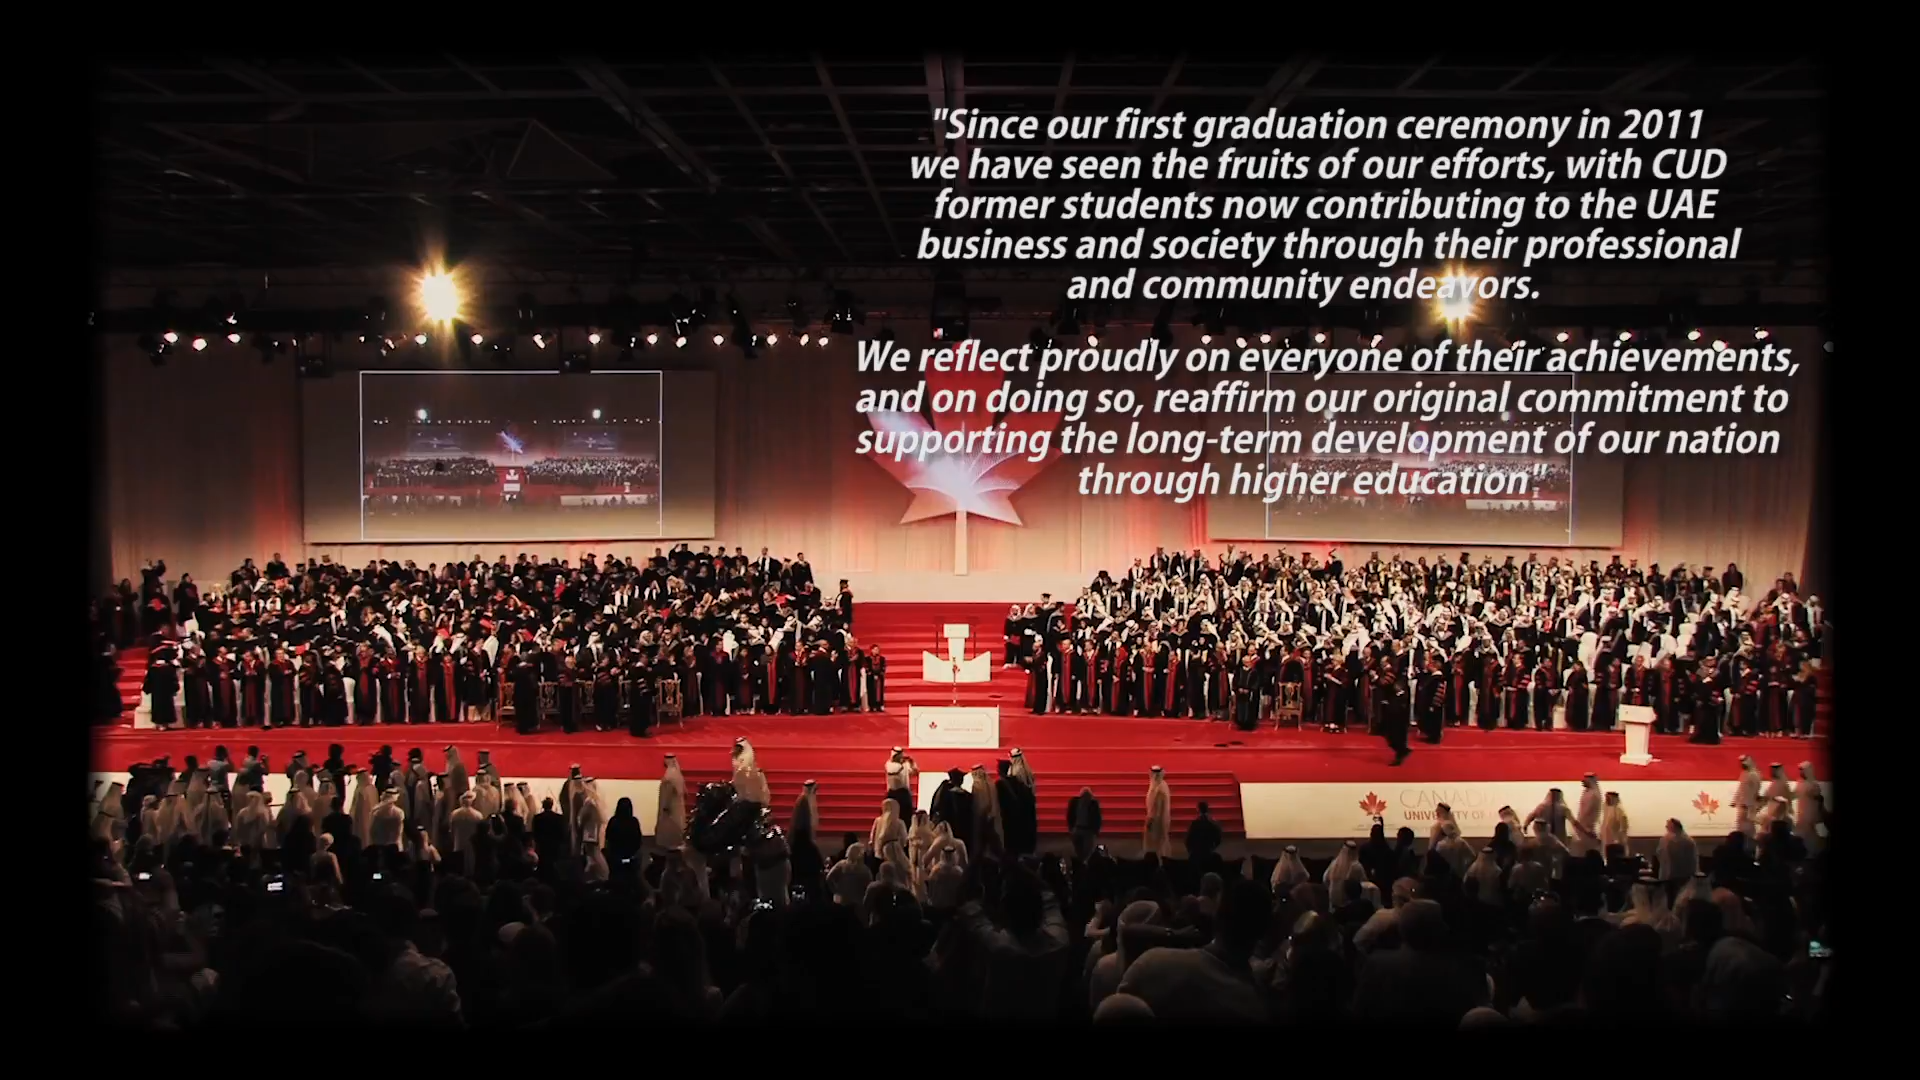 "Since our first graduation ceremony in 2011
we have seen the fruits of our efforts, with CUD
former students now contributing to the UAE
business and society through their professional
and community endeavors.
We reflect proudly on everyone of their achievements,
and on doing so, reaffirm our original commitment to
supporting the long-term development of our nation
through higher education"